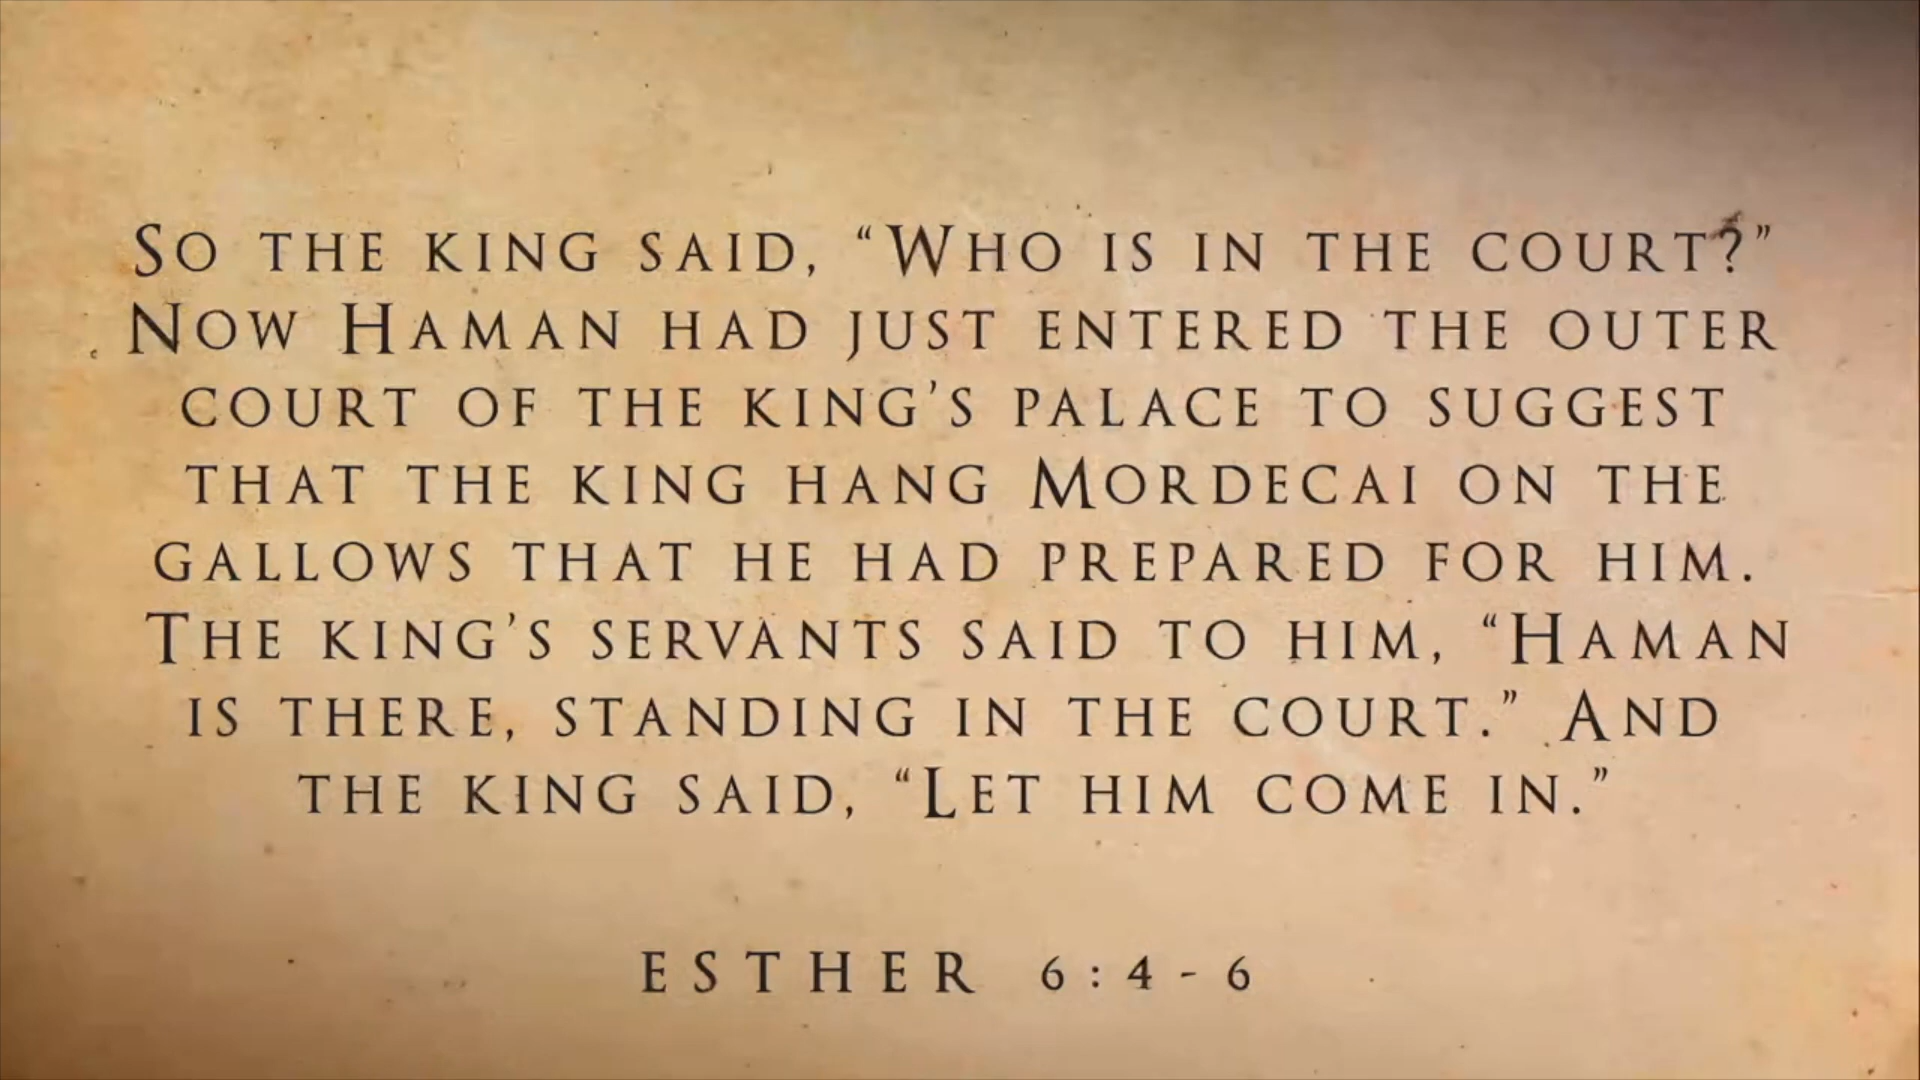 So the king said, “Who is in the court?”
Now Haman had just entered the outer
court of the king’s palace to suggest
that the king hang Mordecai on the
gallows that he had prepared for him.
The king’s servants said to him, “Haman
is there, standing in the court.” And
the king said, “Let him come in.”
ESTHER 6:4-6